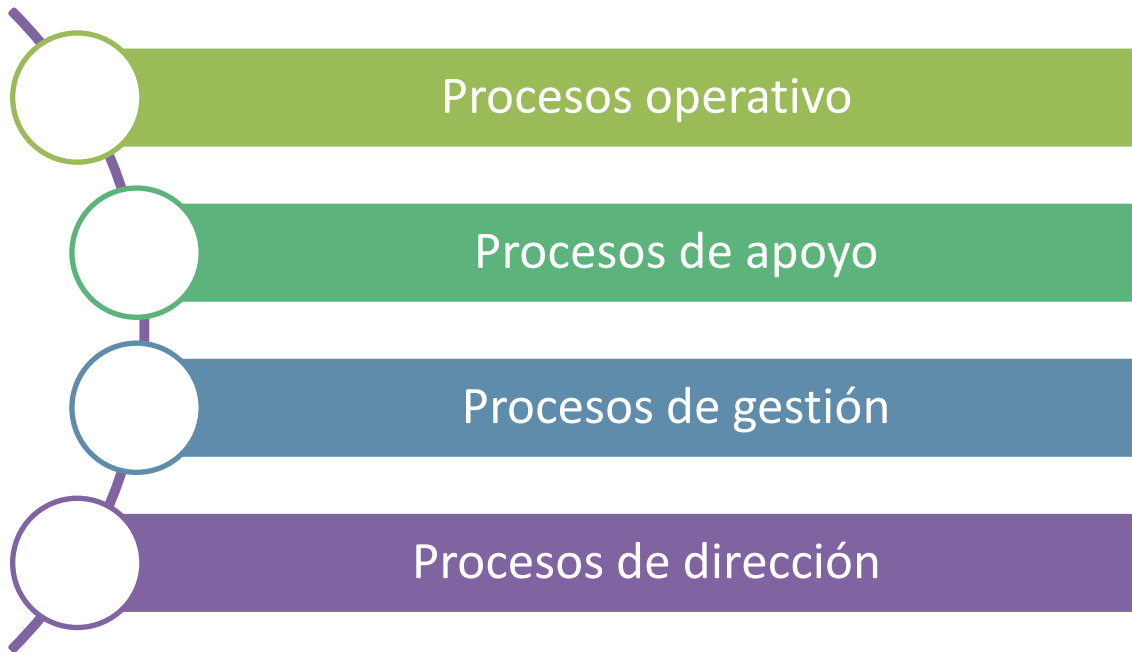 Procesos operativo
Procesos de apoyo
Procesos de gestión
Procesos de dirección